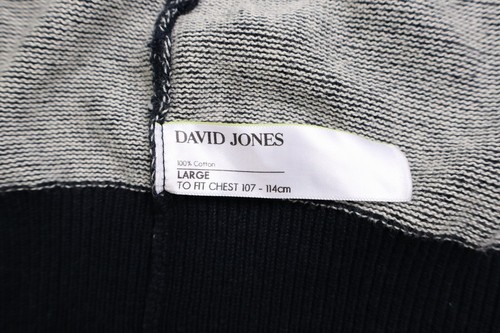 DAVID JONES
100% Cotton
LARGE
TO FIT CHEST 107 - 114cm